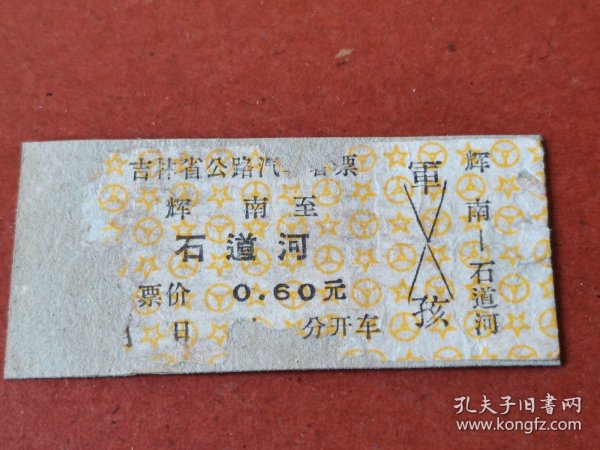 吉林省公路汽 客票
辉 南 至
石道河
票价 0.60元
日 分开车
軍
孩
辉南—石道河
孔夫子旧书网
www.kongfz.com